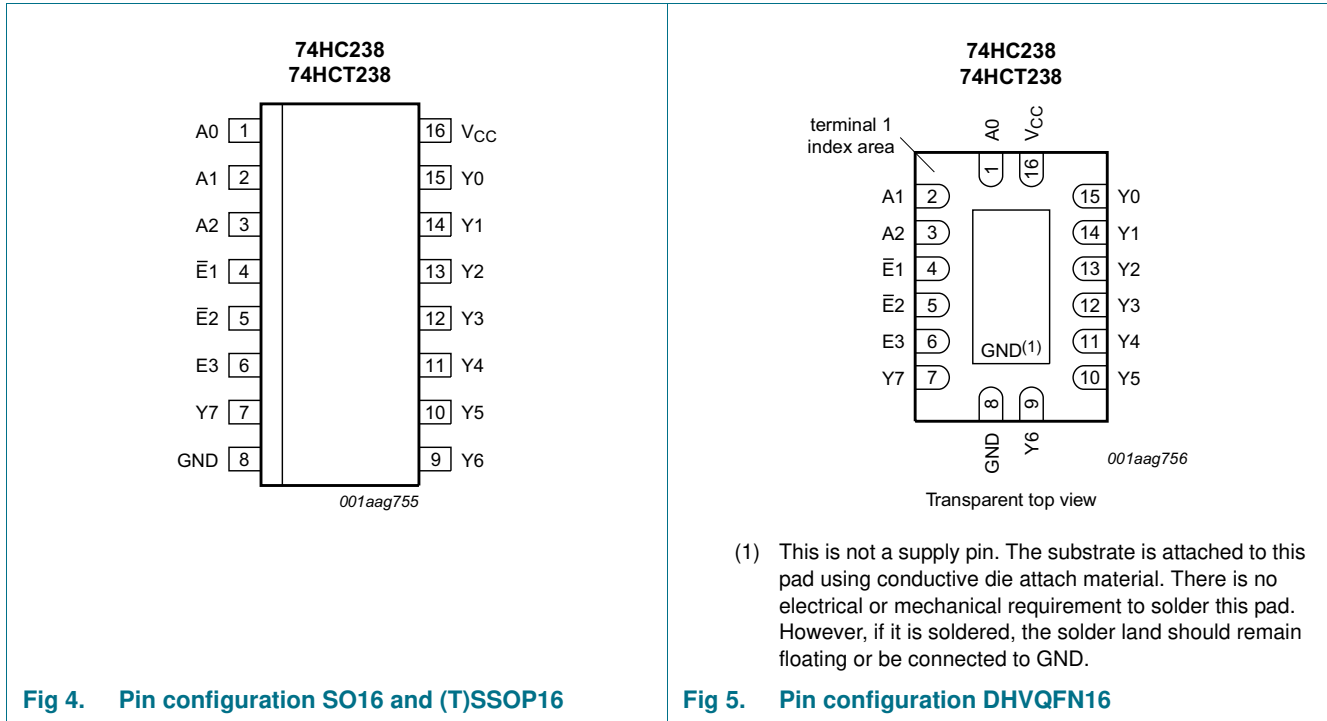 74HC238
74HCT238
A0 1
16 VCC
A1 2
15 Y0
A2 3
14 Y1
E̅1 4
13 Y2
E̅2 5
12 Y3
E3 6
11 Y4
Y7 7
10 Y5
GND 8
9 Y6
001aag755
Fig 4. Pin configuration SO16 and (T)SSOP16
74HC238
74HCT238
terminal 1
index area
A0
VCC
1
16
A1 2
15 Y0
A2 3
14 Y1
E̅1 4
13 Y2
E̅2 5
12 Y3
E3 6
11 Y4
GND(1)
Y7 7
10 Y5
8
9
GND
Y6
001aag756
Transparent top view
(1) This is not a supply pin. The substrate is attached to this
pad using conductive die attach material. There is no
electrical or mechanical requirement to solder this pad.
However, if it is soldered, the solder land should remain
floating or be connected to GND.
Fig 5. Pin configuration DHVQFN16